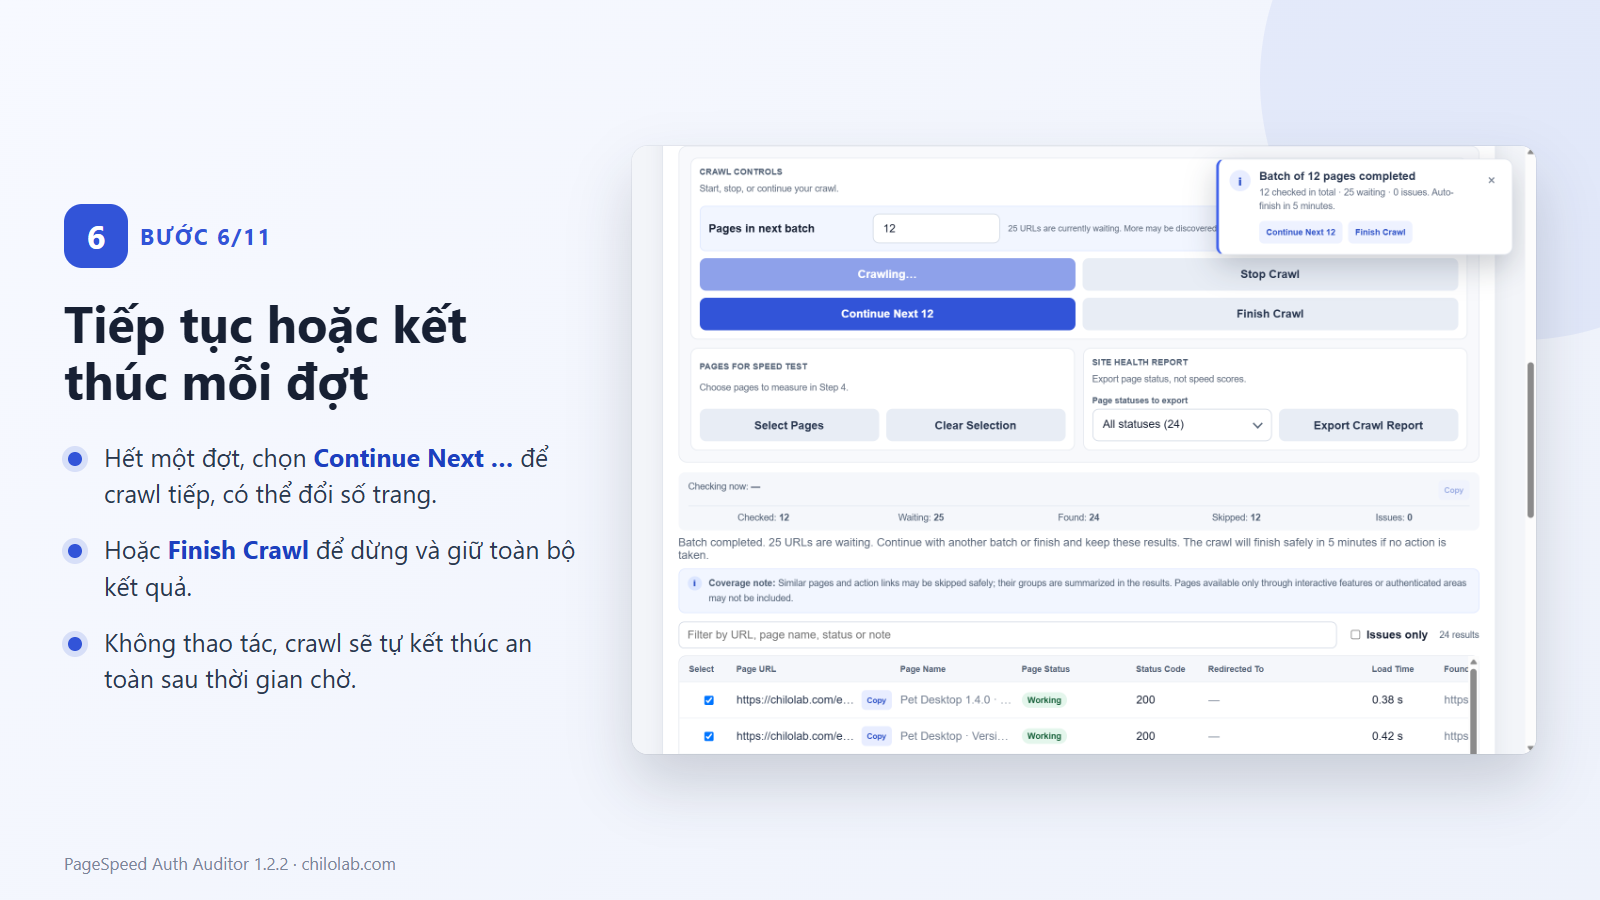 6
BƯỚC 6/11
Tiếp tục hoặc kết
thúc mỗi đợt
Hết một đợt, chọn Continue Next ... để
crawl tiếp, có thể đổi số trang.
Hoặc Finish Crawl để dừng và giữ toàn bộ
kết quả.
Không thao tác, crawl sẽ tự kết thúc an
toàn sau thời gian chờ.
PageSpeed Auth Auditor 1.2.2 · chilolab.com
CRAWL CONTROLS
Start, stop, or continue your crawl.
Pages in next batch
12
25 URLs are currently waiting. More may be discovered
Batch of 12 pages completed
12 checked in total · 25 waiting · 0 issues. Auto-
finish in 5 minutes.
Continue Next 12
Finish Crawl
Crawling...
Stop Crawl
Continue Next 12
Finish Crawl
PAGES FOR SPEED TEST
Choose pages to measure in Step 4.
Select Pages
Clear Selection
SITE HEALTH REPORT
Export page status, not speed scores.
Page statuses to export
All statuses (24)
Export Crawl Report
Checking now: —
Copy
Checked: 12 Waiting: 25 Found: 24 Skipped: 12 Issues: 0
Batch completed. 25 URLs are waiting. Continue with another batch or finish and keep these results. The crawl will finish safely in 5 minutes if no action is
taken.
Coverage note: Similar pages and action links may be skipped safely; their groups are summarized in the results. Pages available only through interactive features or authenticated areas
may not be included.
Filter by URL, page name, status or note
Issues only
24 results
Select Page URL Page Name Page Status Status Code Redirected To Load Time Found
https://chilolab.com/e... Copy Pet Desktop 1.4.0 · ... Working 200 — 0.38 s https
https://chilolab.com/e... Copy Pet Desktop · Versi... Working 200 — 0.42 s https